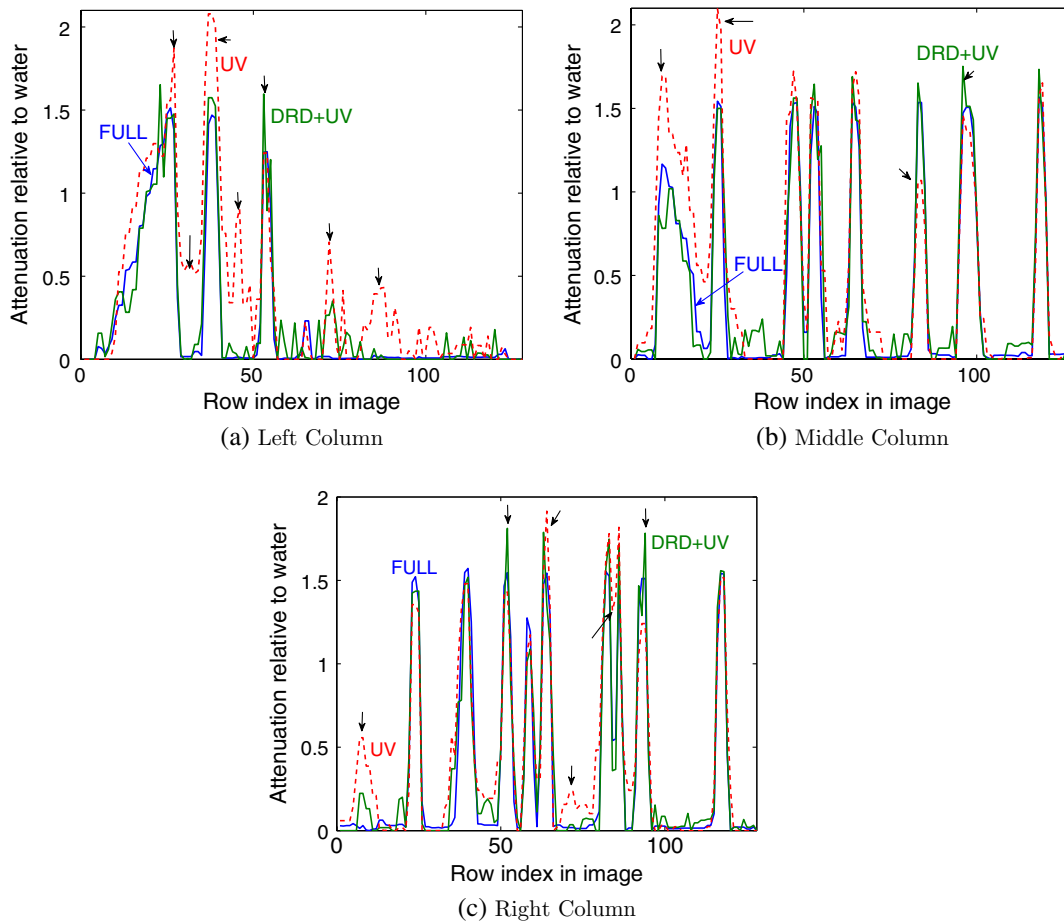 Attenuation relative to water
2
1.5
1
0.5
0
0
50
100
FULL
UV
DRD+UV
Row index in image
(a) Left Column
Attenuation relative to water
2
1.5
1
0.5
0
0
50
100
UV
DRD+UV
FULL
Row index in image
(b) Middle Column
Attenuation relative to water
2
1.5
1
0.5
0
0
50
100
FULL
DRD+UV
UV
Row index in image
(c) Right Column